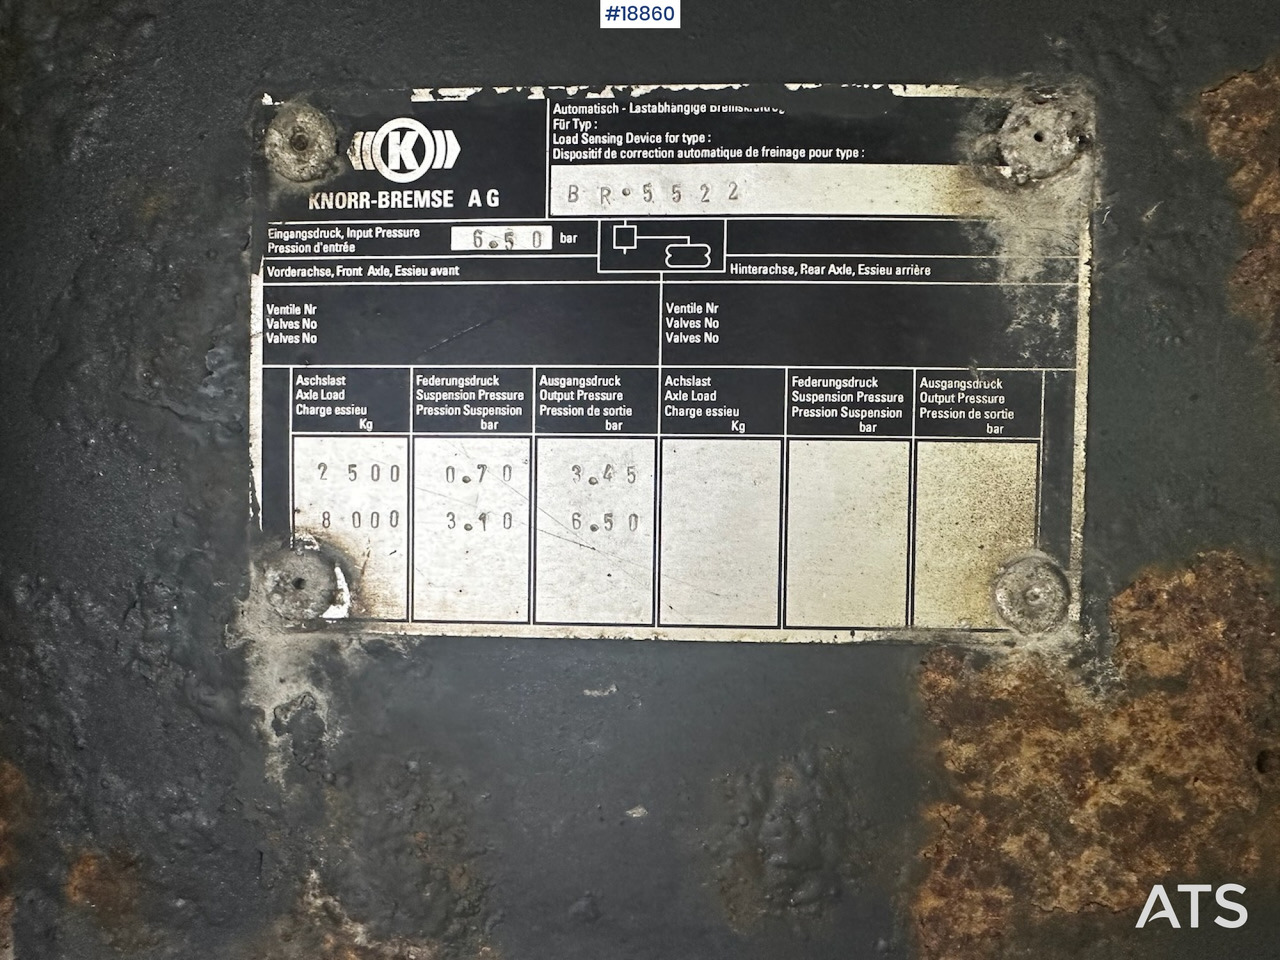 #18860
Automatisch - Lastabhängige
Für Typ :
Load Sensing Device for type :
Dispositif de correction automatique de freinage pour type :
K
KNORR-BREMSE AG
BR·5522
Eingangsdruck, Input Pressure
Pression d'entrée
6.50 bar
Vorderachse, Front Axle, Essieu avant
Hinterachse, Rear Axle, Essieu arrière
Ventile Nr
Valves No
Valves No
Ventile Nr
Valves No
Valves No
Aschslast
Axle Load
Charge essieu
Kg
Federungsdruck
Suspension Pressure
Pression Suspension
bar
Ausgangsdruck
Output Pressure
Pression de sortie
bar
Achslast
Axle Load
Charge essieu
Kg
Federungsdruck
Suspension Pressure
Pression Suspension
bar
Ausgangsdruck
Output Pressure
Pression de sortie
bar
2500 0.70 3.45
8000 3.10 6.50
ATS